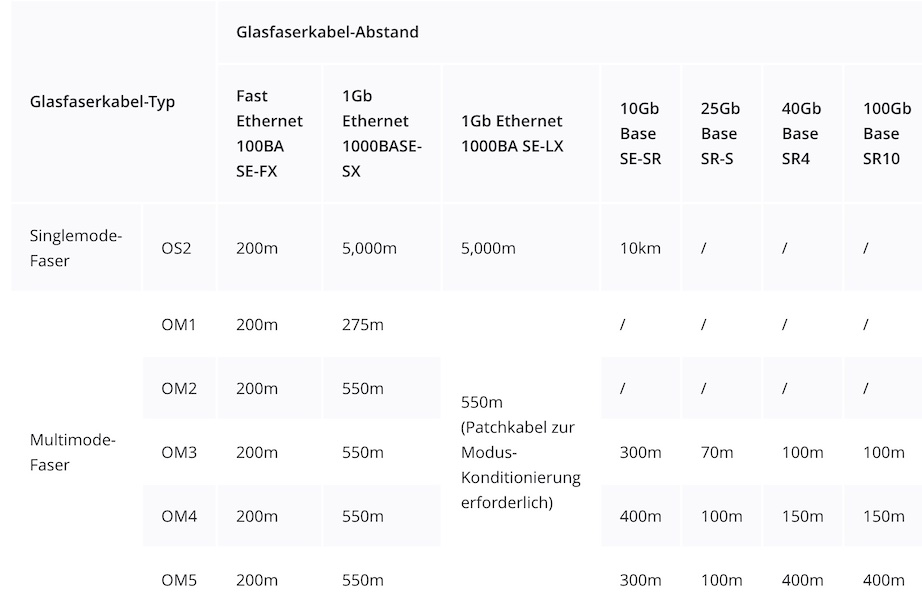 Glasfaserkabel-Typ
Glasfaserkabel-Abstand
Fast
Ethernet
100BA
SE-FX
1Gb
Ethernet
1000BASE-
SX
1Gb Ethernet
1000BA SE-LX
10Gb
Base
SE-SR
25Gb
Base
SR-S
40Gb
Base
SR4
100Gb
Base
SR10
Singlemode-
Faser
OS2
200m
5,000m
5,000m
10km
/
/
/
Multimode-
Faser
OM1
200m
275m
550m
(Patchkabel zur
Modus-
Konditionierung
erforderlich)
/
/
/
/
OM2
200m
550m
/
/
/
/
OM3
200m
550m
300m
70m
100m
100m
OM4
200m
550m
400m
100m
150m
150m
OM5
200m
550m
300m
100m
400m
400m